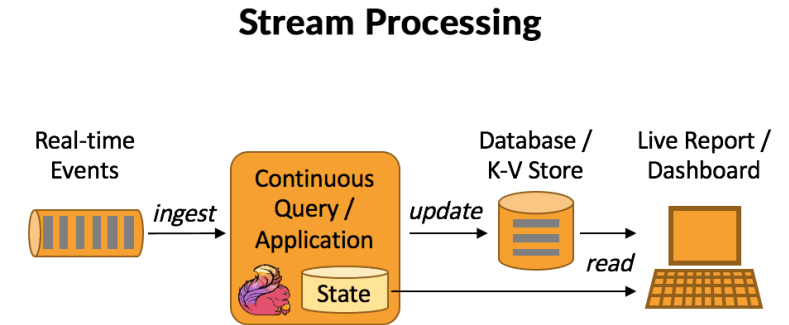 Stream Processing
Real-time
Events
ingest
Continuous
Query /
Application
State
update
Database /
K-V Store
read
Live Report /
Dashboard